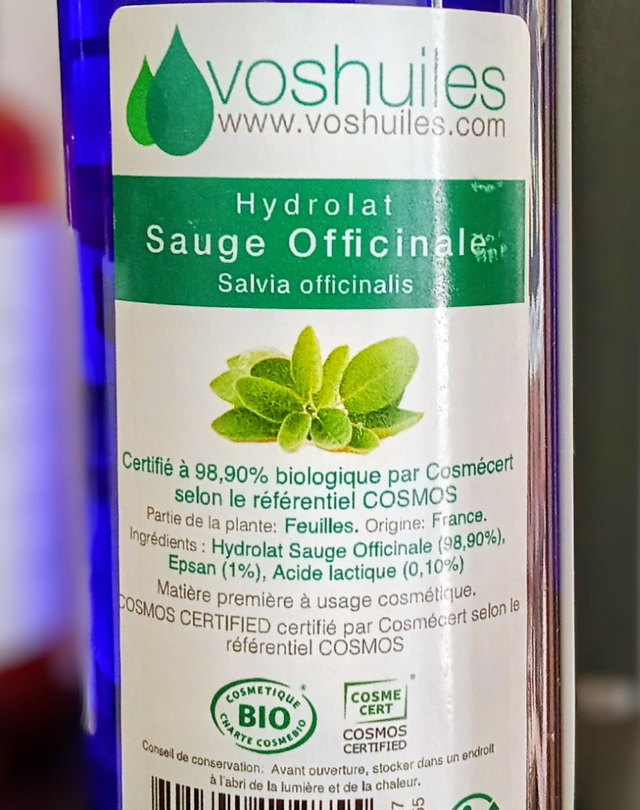 voshuiles
www.voshuiles.com
Hydrolat
Sauge Officinale
Salvia officinalis
Certifié à 98,90% biologique par Cosmécert
selon le référentiel COSMOS
Partie de la plante: Feuilles. Origine: France.
Ingrédients : Hydrolat Sauge Officinale (98,90%),
Epsan (1%), Acide lactique (0,10%)
Matière première à usage cosmétique.
COSMOS CERTIFIED certifié par Cosmécert selon le
référentiel COSMOS
COSMETIQUE
BIO
CHARTE COSMEBIO
COSME
CERT
COSMOS
CERTIFIED
Conseil de conservation: Avant ouverture, stocker dans un endroit
à l'abri de la lumière et de la chaleur.